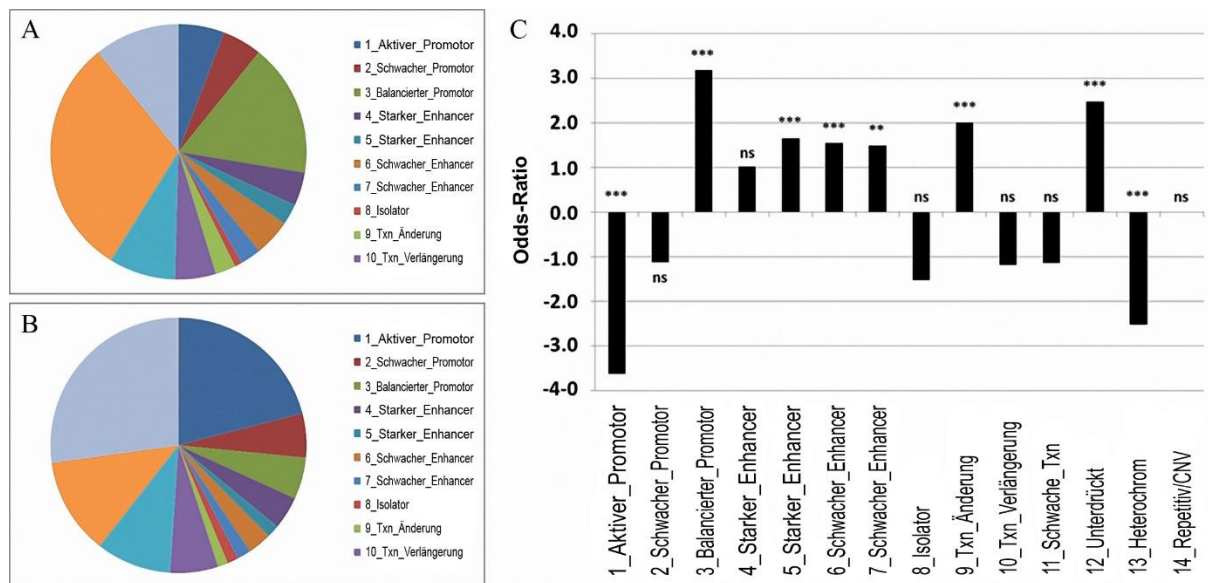 A
1_Aktiver_Promotor
2_Schwacher_Promotor
3_Balancierter_Promotor
4_Starker_Enhancer
5_Starker_Enhancer
6_Schwacher_Enhancer
7_Schwacher_Enhancer
8_Isolator
9_Txn_Änderung
10_Txn_Verlängerung
B
1_Aktiver_Promotor
2_Schwacher_Promotor
3_Balancierter_Promotor
4_Starker_Enhancer
5_Starker_Enhancer
6_Schwacher_Enhancer
7_Schwacher_Enhancer
8_Isolator
9_Txn_Änderung
10_Txn_Verlängerung
C
Odds-Ratio
4.0
3.0
2.0
1.0
0.0
-1.0
-2.0
-3.0
-4.0
***
ns
***
ns
***
***
**
ns
***
ns
ns
***
***
ns
1_Aktiver_Promotor
2_Schwacher_Promotor
3_Balancierter_Promotor
4_Starker_Enhancer
5_Starker_Enhancer
6_Schwacher_Enhancer
7_Schwacher_Enhancer
8_Isolator
9_Txn_Änderung
10_Txn_Verlängerung
11_Schwache_Txn
12_Unterdrückt
13_Heterochrom
14_Repetitiv/CNV